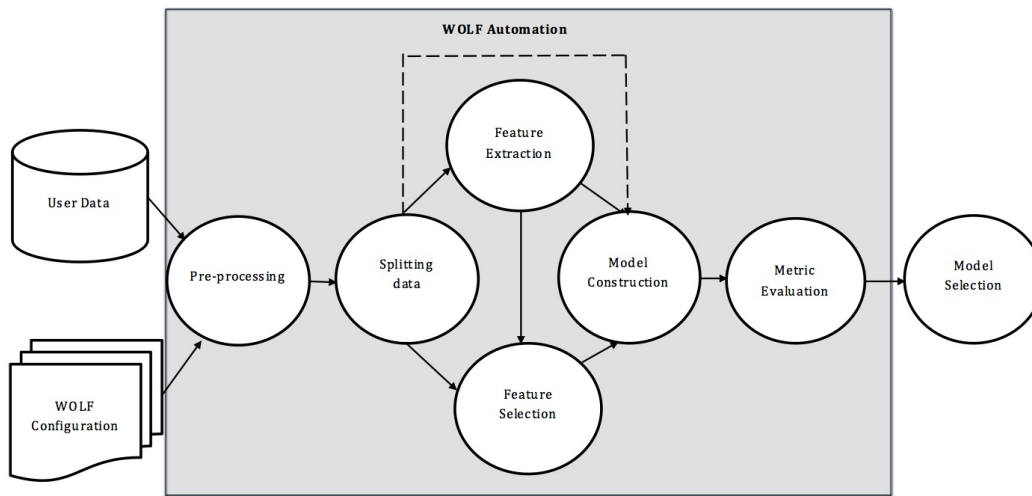 WOLF Automation
Feature
Extraction
User Data
Pre-processing
Splitting
data
Model
Construction
Metric
Evaluation
Model
Selection
WOLF
Configuration
Feature
Selection